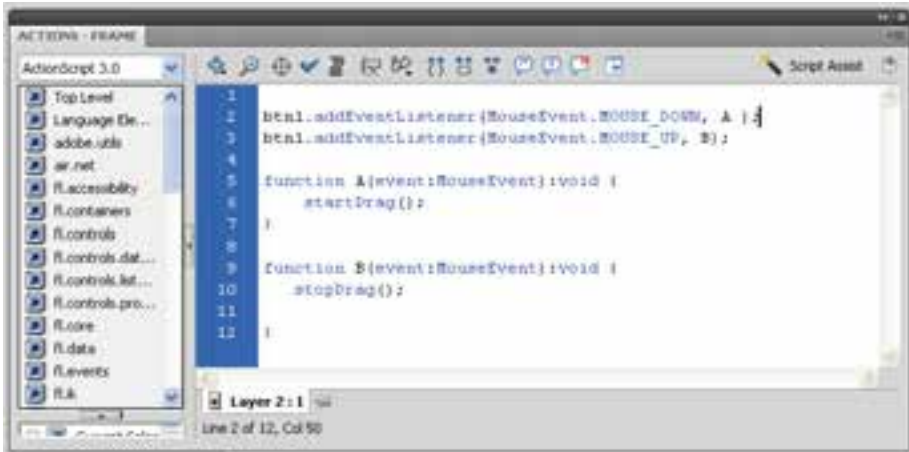 ACTIONS - FRAME
ActionScript 3.0
Script Assist
Top Level
Language Ele...
adobe.utils
air.net
fl.accessibility
fl.containers
fl.controls
fl.controls.dat...
fl.controls.list...
fl.controls.pro...
fl.core
fl.data
fl.events
fl.ik
1
2 btn1.addEventListener(MouseEvent.MOUSE_DOWN, A );
3 btn1.addEventListener(MouseEvent.MOUSE_UP, B);
4
5 function A(event:MouseEvent):void {
6 startDrag();
7 }
8
9 function B(event:MouseEvent):void {
10 stopDrag();
11
12 }
Layer 2 : 1
Line 2 of 12, Col 50